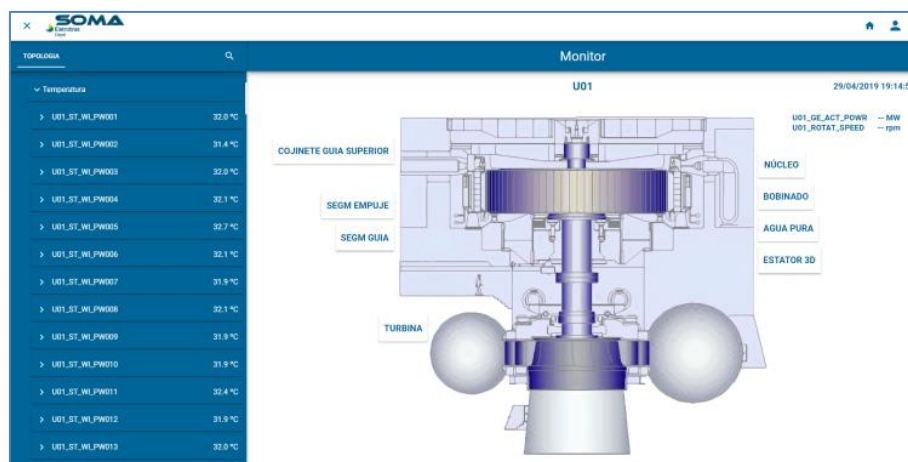 SOMA
Eletrobras
Cepel
TOPOLOGIA
Monitor
Temperatura
U01_ST_WI_PW001 32.0 °C
U01_ST_WI_PW002 31.4 °C
U01_ST_WI_PW003 32.0 °C
U01_ST_WI_PW004 32.1 °C
U01_ST_WI_PW005 32.7 °C
U01_ST_WI_PW006 32.1 °C
U01_ST_WI_PW007 31.9 °C
U01_ST_WI_PW008 32.1 °C
U01_ST_WI_PW009 31.9 °C
U01_ST_WI_PW010 31.9 °C
U01_ST_WI_PW011 32.4 °C
U01_ST_WI_PW012 31.9 °C
U01_ST_WI_PW013 32.0 °C
U01
29/04/2019 19:14:5
U01_GE_ACT_POWR -- MW
U01_ROTAT_SPEED -- rpm
COJINETE GUIA SUPERIOR
SEGM EMPUJE
SEGM GUIA
TURBINA
NÚCLEO
BOBINADO
AGUA PURA
ESTATOR 3D